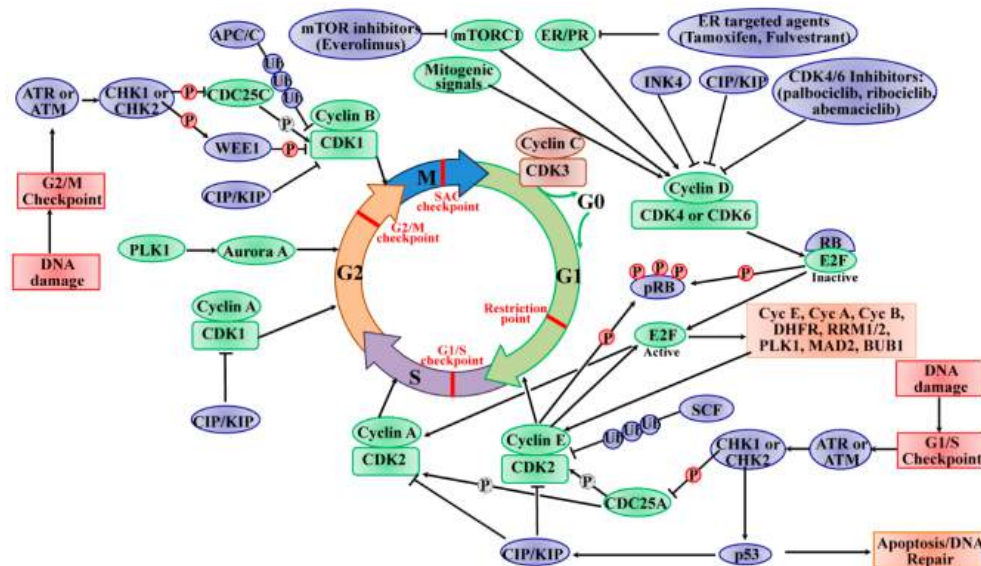 APC/C
Ub
Ub
Ub
mTOR inhibitors
(Everolimus)
mTORC1
ER/PR
ER targeted agents
(Tamoxifen, Fulvestrant)
Mitogenic
signals
INK4
CIP/KIP
CDK4/6 Inhibitors:
(palbociclib, ribociclib,
abemaciclib)
ATR or
ATM
CHK1 or
CHK2
P
P
CDC25C
P
WEE1
P
Cyclin B
CDK1
CIP/KIP
G2/M
Checkpoint
DNA
damage
Cyclin C
CDK3
G0
M
SAC
checkpoint
G2/M
checkpoint
G2
G1
Restriction
point
G1/S
checkpoint
S
Cyclin D
CDK4 or CDK6
RB
E2F
Inactive
P
P P P
pRB
PLK1
Aurora A
Cyclin A
CDK1
CIP/KIP
P
E2F
Active
Cyc E, Cyc A, Cyc B,
DHFR, RRM1/2,
PLK1, MAD2, BUB1
DNA
damage
G1/S
Checkpoint
ATR or
ATM
CHK1 or
CHK2
SCF
Ub
Ub
Ub
Cyclin A
CDK2
Cyclin E
CDK2
P
P
P
CDC25A
CIP/KIP
p53
Apoptosis/DNA
Repair